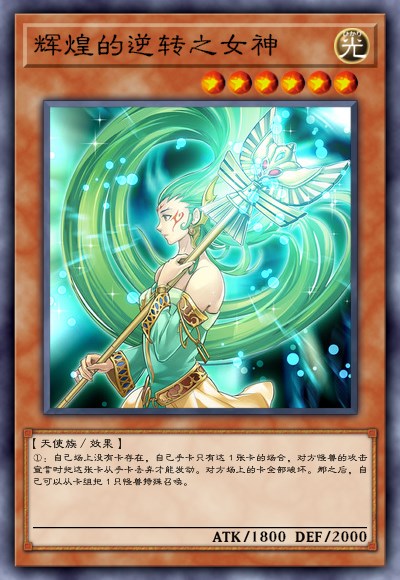 辉煌的逆转之女神
光
【天使族/效果】
①：自己场上没有卡存在，自己手卡只有这1张卡的场合，对方怪兽的攻击
宣言时把这张卡从手卡丢弃才能发动。对方场上的卡全部破坏。那之后，自
己可以从卡组把1只怪兽特殊召唤。
ATK/1800 DEF/2000